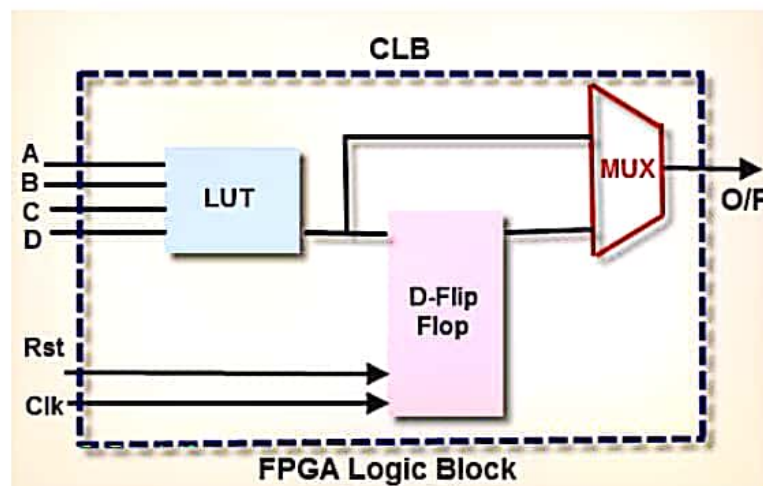 CLB
A
B
C
D
LUT
MUX
D-Flip
Flop
Rst
Clk
FPGA Logic Block